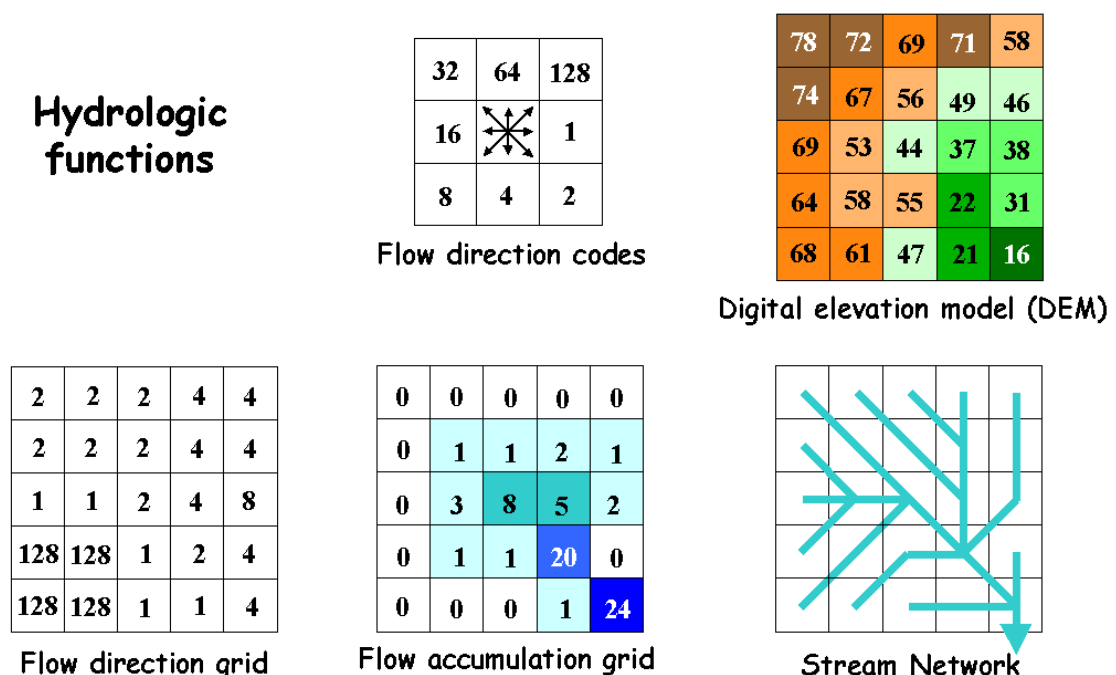 Hydrologic
functions
32 64 128
16 1
8 4 2
Flow direction codes
78 72 69 71 58
74 67 56 49 46
69 53 44 37 38
64 58 55 22 31
68 61 47 21 16
Digital elevation model (DEM)
2 2 2 4 4
2 2 2 4 4
1 1 2 4 8
128 128 1 2 4
128 128 1 1 4
Flow direction grid
0 0 0 0 0
0 1 1 2 1
0 3 8 5 2
0 1 1 20 0
0 0 0 1 24
Flow accumulation grid
Stream Network